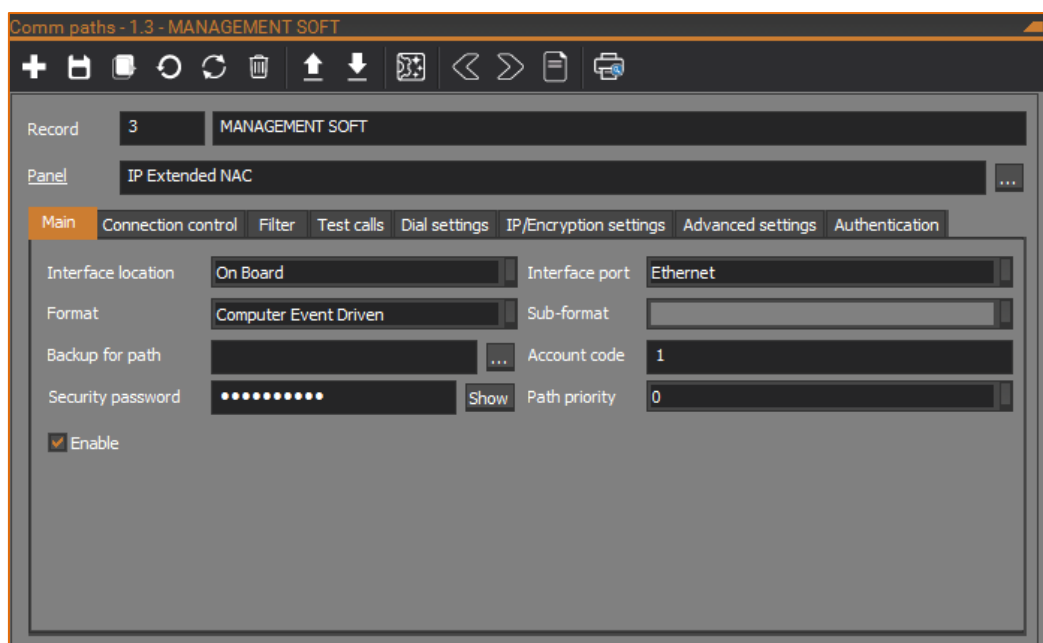 Comm paths - 1.3 - MANAGEMENT SOFT
Record 3 MANAGEMENT SOFT
Panel IP Extended NAC ...
Main Connection control Filter Test calls Dial settings IP/Encryption settings Advanced settings Authentication
Interface location On Board Interface port Ethernet
Format Computer Event Driven Sub-format
Backup for path ... Account code 1
Security password ●●●●●●●●●● Show Path priority 0
Enable